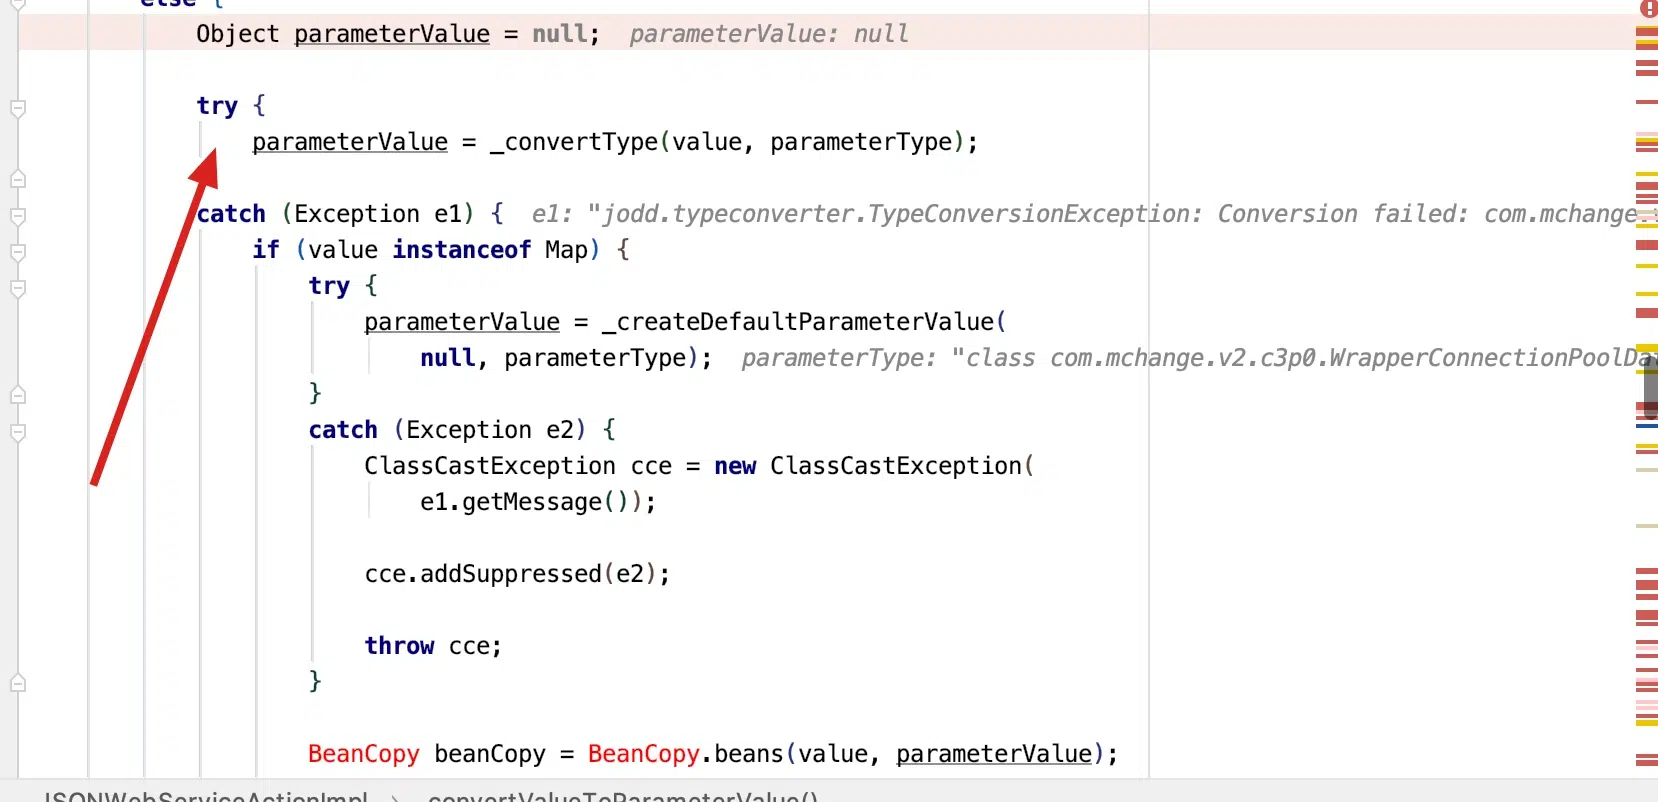 else {
Object parameterValue = null; parameterValue: null
try {
parameterValue = _convertType(value, parameterType);
catch (Exception e1) { e1: "jodd.typeconverter.TypeConversionException: Conversion failed: com.mchange.
if (value instanceof Map) {
try {
parameterValue = _createDefaultParameterValue(
null, parameterType); parameterType: "class com.mchange.v2.c3p0.WrapperConnectionPoolDat
}
catch (Exception e2) {
ClassCastException cce = new ClassCastException(
e1.getMessage());
cce.addSuppressed(e2);
throw cce;
}
BeanCopy beanCopy = BeanCopy.beans(value, parameterValue);
JSONWebServiceActionImpl > convertValueToParameterValue()